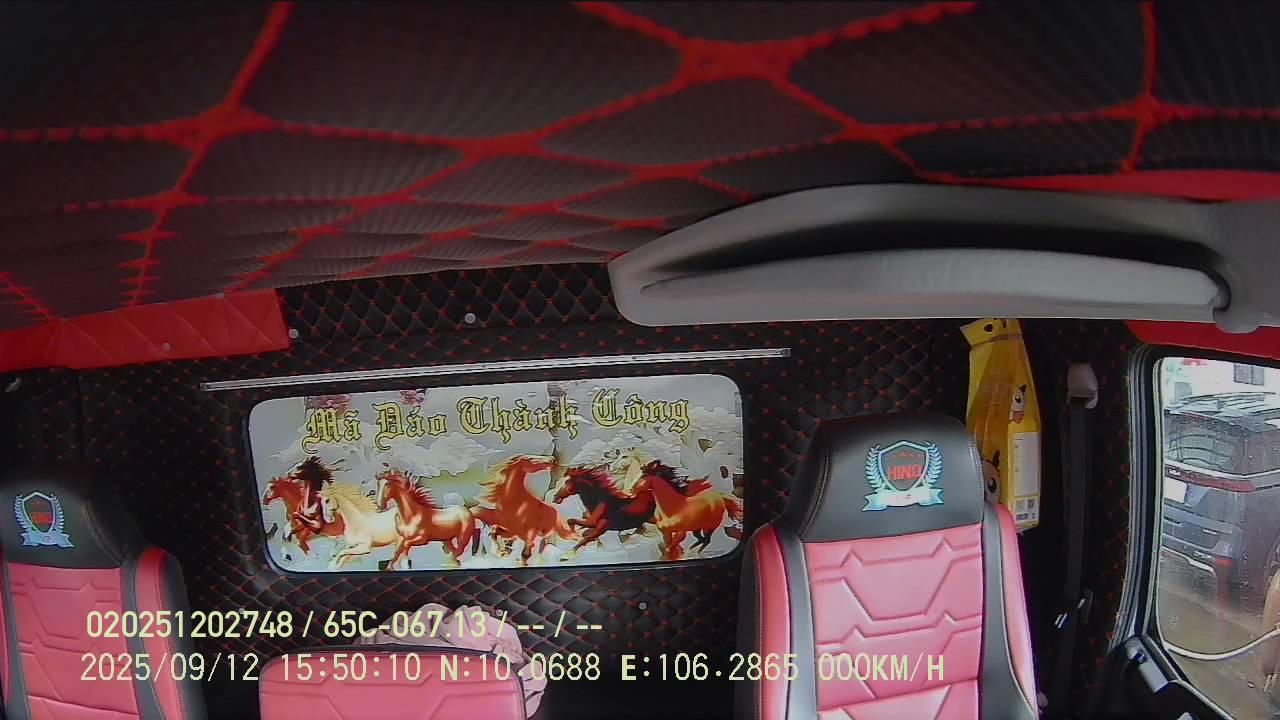 Mã Đáo Thành Công
HINO
HINO
020251202748 / 65C-067.13 / -- / --
2025/09/12 15:50:10 N:10.0688 E:106.2865 000KM/H